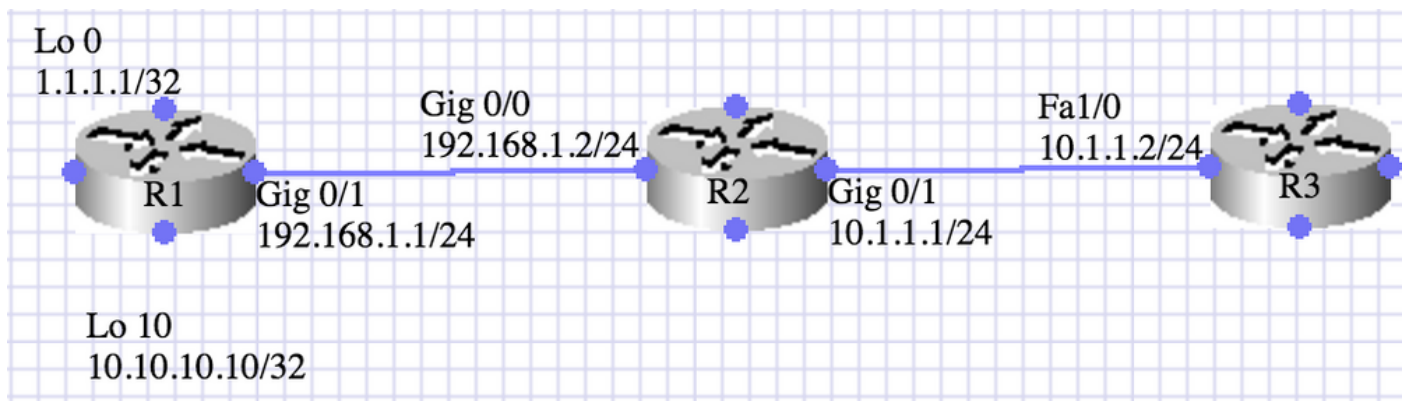 Lo 0
1.1.1.1/32
R1
Gig 0/1
192.168.1.1/24
Lo 10
10.10.10.10/32
Gig 0/0
192.168.1.2/24
R2
Gig 0/1
10.1.1.1/24
Fa1/0
10.1.1.2/24
R3